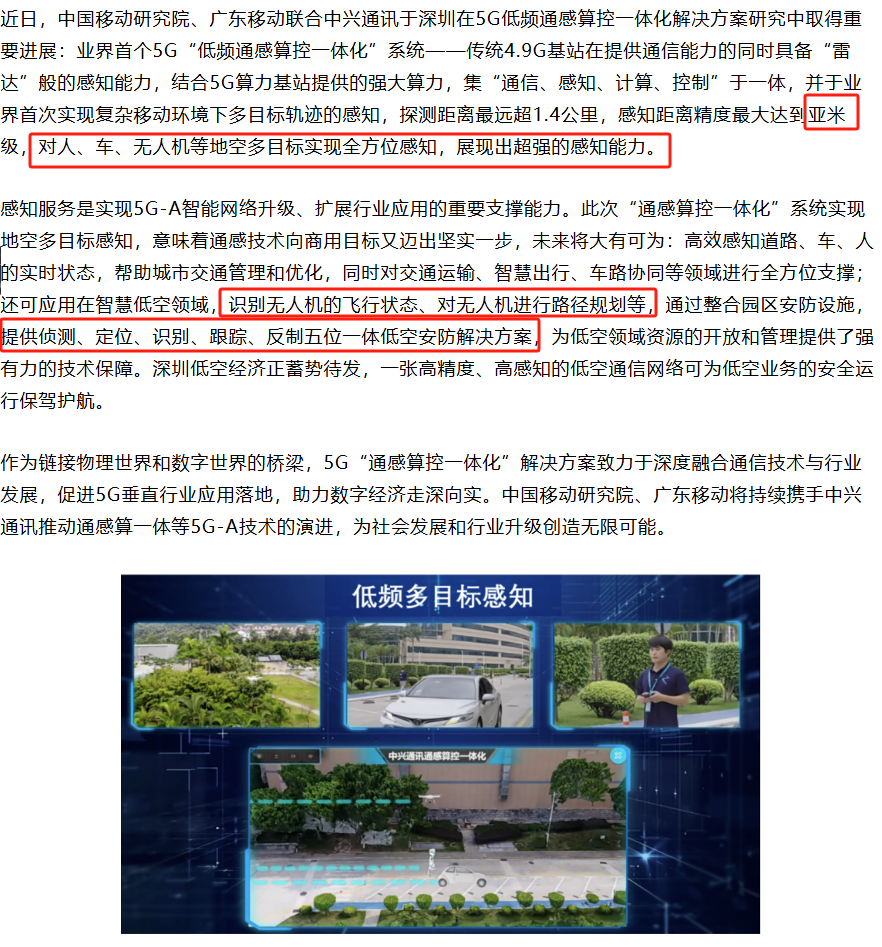 近日，中国移动研究院、广东移动联合中兴通讯于深圳在5G低频通感算控一体化解决方案研究中取得重
要进展：业界首个5G“低频通感算控一体化”系统——传统4.9G基站在提供通信能力的同时具备“雷
达”般的感知能力，结合5G算力基站提供的强大算力，集“通信、感知、计算、控制”于一体，并于业
界首次实现复杂移动环境下多目标轨迹的感知，探测距离最远超1.4公里，感知距离精度最大达到亚米
级，对人、车、无人机等地空多目标实现全方位感知，展现出超强的感知能力。
感知服务是实现5G-A智能网络升级、扩展行业应用的重要支撑能力。此次“通感算控一体化”系统实现
地空多目标感知，意味着通感技术向商用目标又迈出坚实一步，未来将大有可为：高效感知道路、车、人
的实时状态，帮助城市交通管理和优化，同时对交通运输、智慧出行、车路协同等领域进行全方位支撑；
还可应用在智慧低空领域，识别无人机的飞行状态、对无人机进行路径规划等，通过整合园区安防设施，
提供侦测、定位、识别、跟踪、反制五位一体低空安防解决方案，为低空领域资源的开放和管理提供了强
有力的技术保障。深圳低空经济正蓄势待发，一张高精度、高感知的低空通信网络可为低空业务的安全运
行保驾护航。
作为链接物理世界和数字世界的桥梁，5G“通感算控一体化”解决方案致力于深度融合通信技术与行业
发展，促进5G垂直行业应用落地，助力数字经济走深向实。中国移动研究院、广东移动将持续携手中兴
通讯推动通感算一体等5G-A技术的演进，为社会发展和行业升级创造无限可能。
低频多目标感知
中兴通讯通感算控一体化